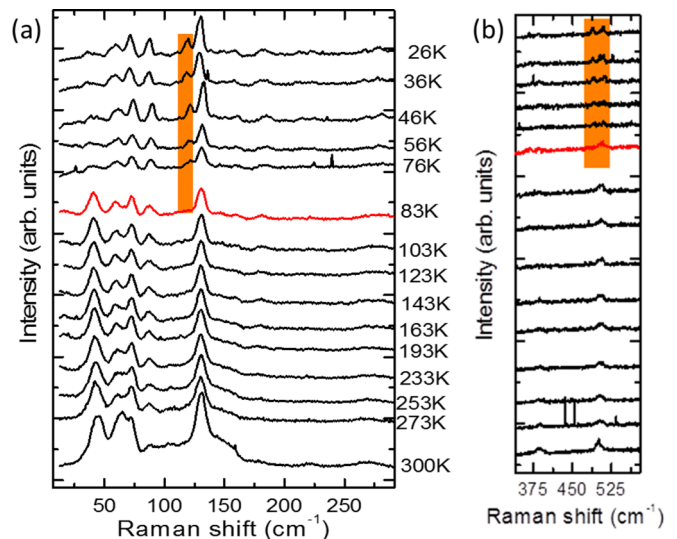 (a)
26K
36K
46K
56K
76K
83K
103K
123K
143K
163K
193K
233K
253K
273K
300K
Intensity (arb. units)
0 50 100 150 200 250
Raman shift (cm⁻¹)
(b)
Intensity (arb. units)
375 450 525
Raman shift (cm⁻¹)